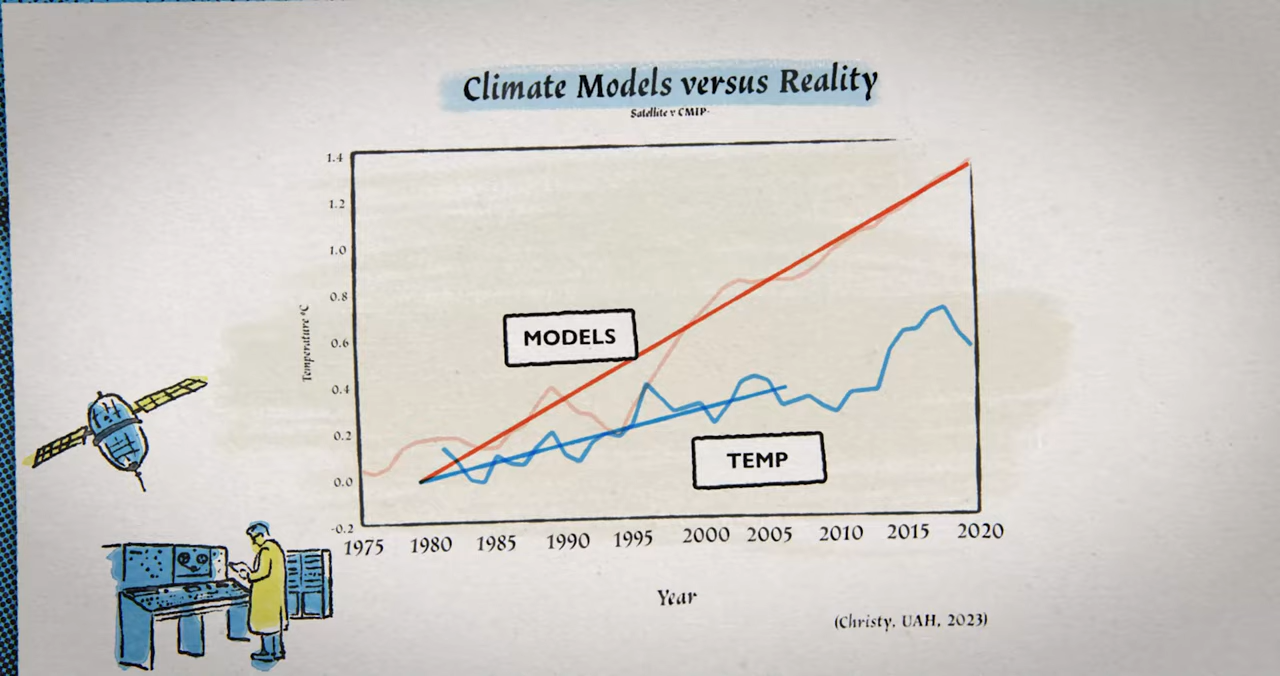 Climate Models versus Reality
Satellite v CMIP
Temperature °C
1.4
1.2
1.0
0.8
0.6
0.4
0.2
0.0
-0.2
MODELS
TEMP
1975 1980 1985 1990 1995 2000 2005 2010 2015 2020
Year
(Christy, UAH, 2023)